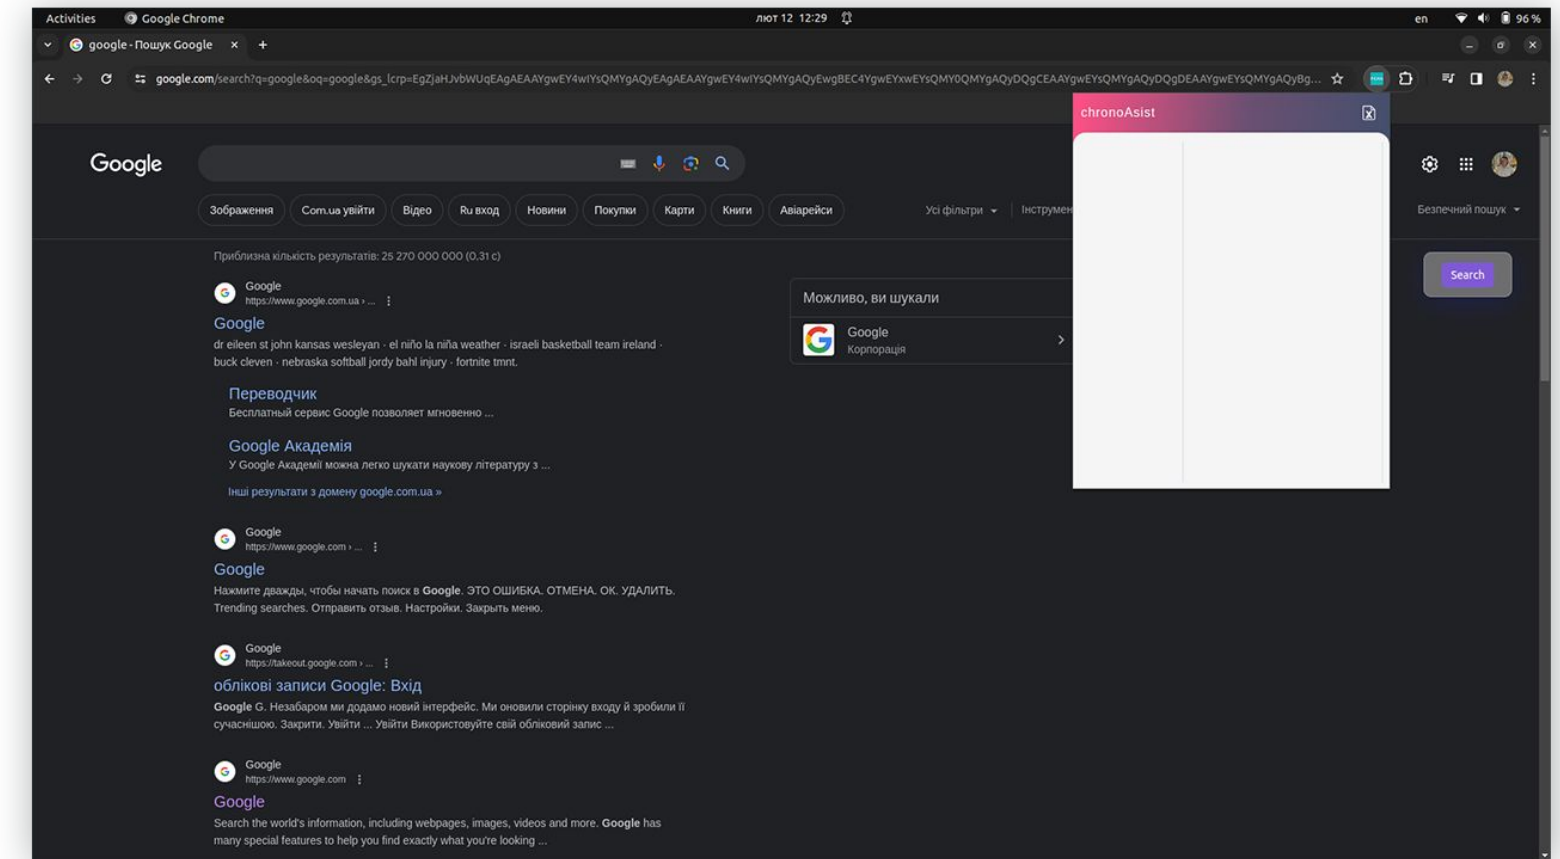 Activities Google Chrome лют 12 12:29 en 96 %
google - Пошук Google
google.com/search?q=google&oq=google&gs_lcrp=EgZjaHJvbWUqEAgAEAAYgwEY4wIYsQMYgAQyEAgAEAAYgwEY4wIYsQMYgAQyEwgBEC4YgwEYxwEYsQMY0QMYgAQyDQgCEAAYgwEYsQMYgAQyDQgDEAAYgwEYsQMYgAQyBg...
chronoAsist
Google
Зображення Com.ua увійти Відео Ru вход Новини Покупки Карти Книги Авіарейси Усі фільтри Інструмен Безпечний пошук
Приблизна кількість результатів: 25 270 000 000 (0.31 с)
Search
Google
https://www.google.com.ua › ...
Google
dr eileen st john kansas wesleyan · el niño la niña weather · israeli basketball team ireland ·
buck cleven · nebraska softball jordy bahl injury · fortnite tmnt.
Переводчик
Бесплатный сервис Google позволяет мгновенно ...
Google Академія
У Google Академії можна легко шукати наукову літературу з ...
Інші результати з домену google.com.ua »
Можливо, ви шукали
Google
Корпорація
Google
https://www.google.com › ...
Google
Нажмите дважды, чтобы начать поиск в Google. ЭТО ОШИБКА. ОТМЕНА. ОК. УДАЛИТЬ.
Trending searches. Отправить отзыв. Настройки. Закрыть меню.
Google
https://takeout.google.com › ...
облікові записи Google: Вхід
Google G. Незабаром ми додамо новий інтерфейс. Ми оновили сторінку входу й зробили її
сучаснішою. Закрити. Увійти ... Увійти Використовуйте свій обліковий запис ...
Google
https://www.google.com
Google
Search the world's information, including webpages, images, videos and more. Google has
many special features to help you find exactly what you're looking ...